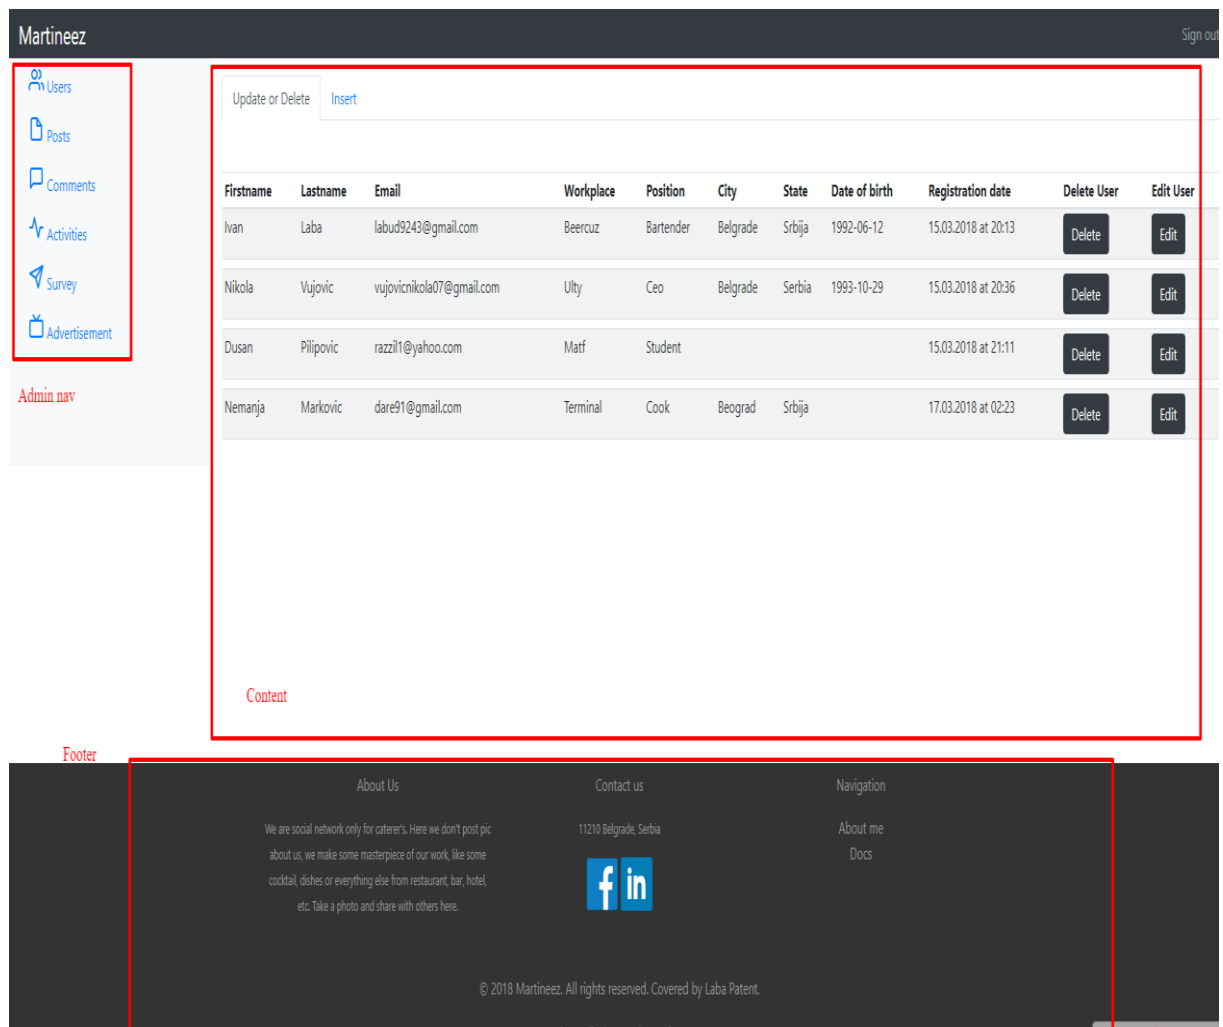 Martineez
Sign out
Users
Posts
Comments
Activities
Survey
Advertisement
Admin nav
Update or Delete Insert
Firstname Lastname Email Workplace Position City State Date of birth Registration date Delete User Edit User
Ivan Laba labud9243@gmail.com Beercuz Bartender Belgrade Srbija 1992-06-12 15.03.2018 at 20:13 Delete Edit
Nikola Vujovic vujovicnikola07@gmail.com Ulty Ceo Belgrade Serbia 1993-10-29 15.03.2018 at 20:36 Delete Edit
Dusan Pilipovic razzil1@yahoo.com Matf Student 15.03.2018 at 21:11 Delete Edit
Nemanja Markovic dare91@gmail.com Terminal Cook Beograd Srbija 17.03.2018 at 02:23 Delete Edit
Content
Footer
About Us
We are social network only for caterer's. Here we don't post pic
about us, we make some masterpiece of our work, like some
cocktail, dishes or everything else from restaurant, bar, hotel,
etc. Take a photo and share with others here.
Contact us
11210 Belgrade, Serbia
f in
Navigation
About me
Docs
© 2018 Martineez. All rights reserved. Covered by Laba Patent.